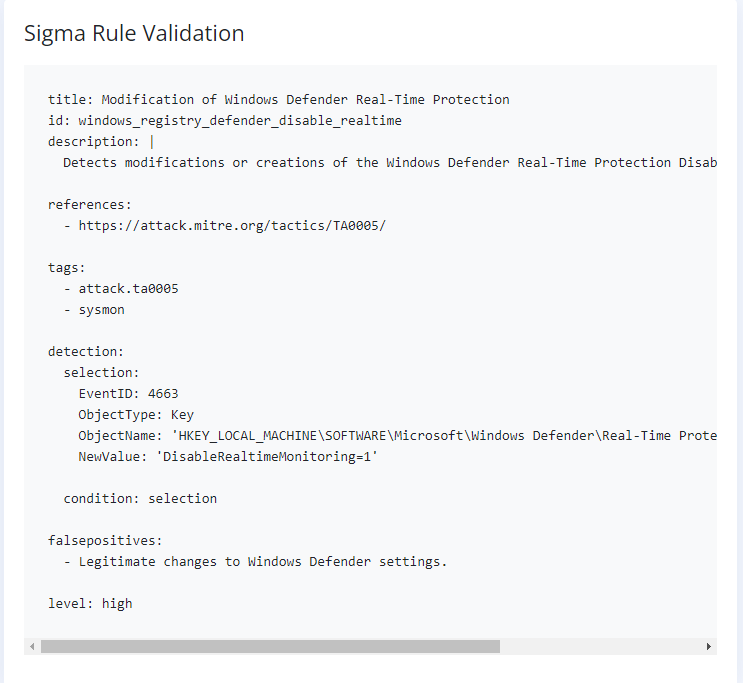 Sigma Rule Validation
title: Modification of Windows Defender Real-Time Protection
id: windows_registry_defender_disable_realtime
description: |
Detects modifications or creations of the Windows Defender Real-Time Protection Disab
references:
- https://attack.mitre.org/tactics/TA0005/
tags:
- attack.ta0005
- sysmon
detection:
selection:
EventID: 4663
ObjectType: Key
ObjectName: 'HKEY_LOCAL_MACHINE\SOFTWARE\Microsoft\Windows Defender\Real-Time Prote
NewValue: 'DisableRealtimeMonitoring=1'
condition: selection
falsepositives:
- Legitimate changes to Windows Defender settings.
level: high